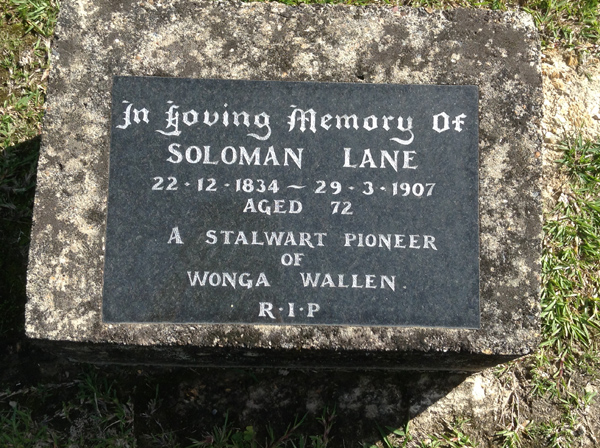 In Loving Memory Of
SOLOMAN LANE
22·12·1834 — 29·3·1907
AGED 72
A STALWART PIONEER
OF
WONGA WALLEN.
R·I·P